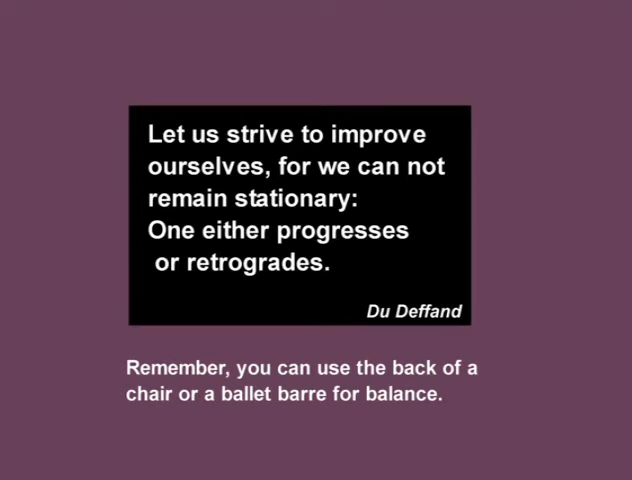 Let us strive to improve
ourselves, for we can not
remain stationary:
One either progresses
or retrogrades.
Du Deffand
Remember, you can use the back of a
chair or a ballet barre for balance.